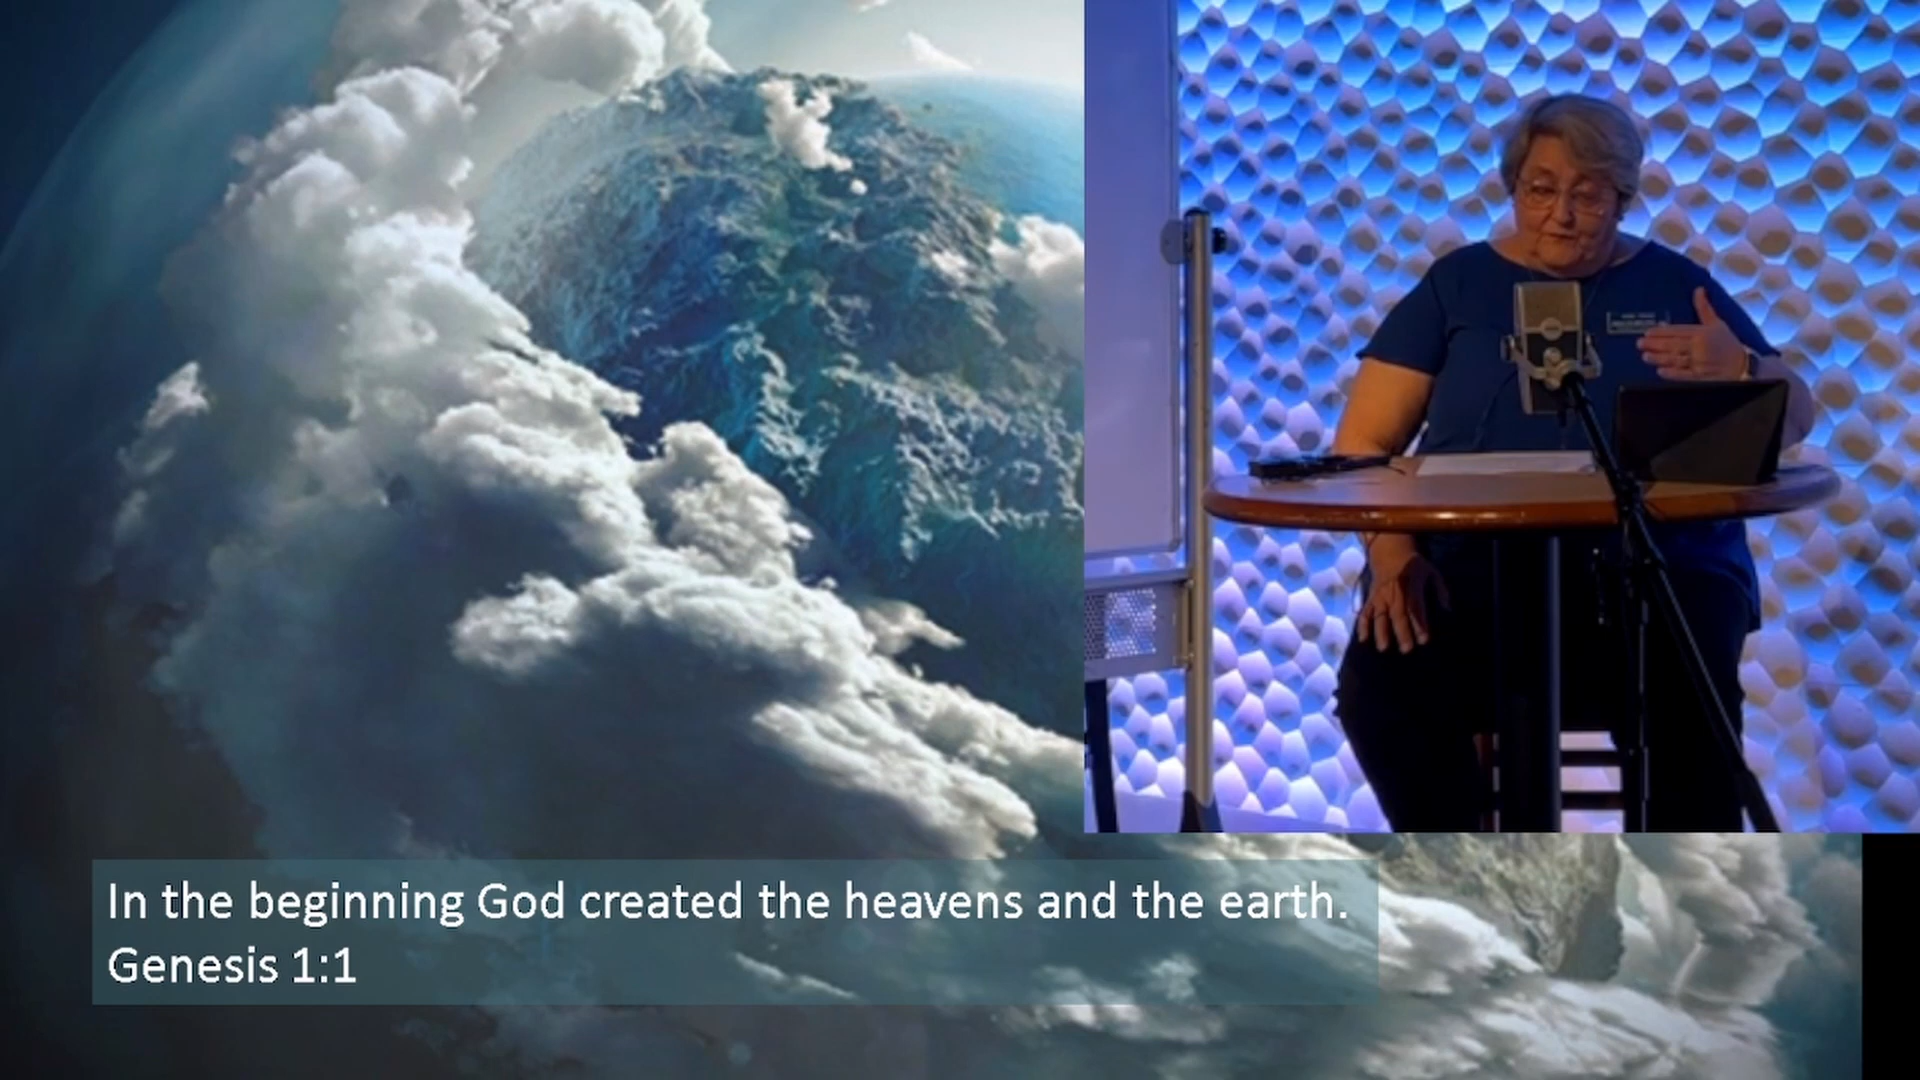 In the beginning God created the heavens and the earth.
Genesis 1:1